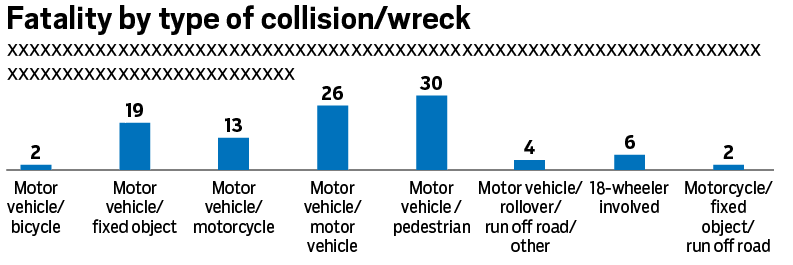 Fatality by type of collision/wreck
XXXXXXXXXXXXXXXXXXXXXXXXXXXXXXXXXXXXXXXXXXXXXXXXXXXXXXXXXXXXXXXXXXXX
XXXXXXXXXXXXXXXXXXXXXXXXXX
2
19
13
26
30
4
6
2
Motor
vehicle/
bicycle
Motor
vehicle/
fixed object
Motor
vehicle/
motorcycle
Motor
vehicle/
motor
vehicle
Motor
vehicle /
pedestrian
Motor vehicle/
rollover/
run off road/
other
18-wheeler
involved
Motorcycle/
fixed
object/
run off road